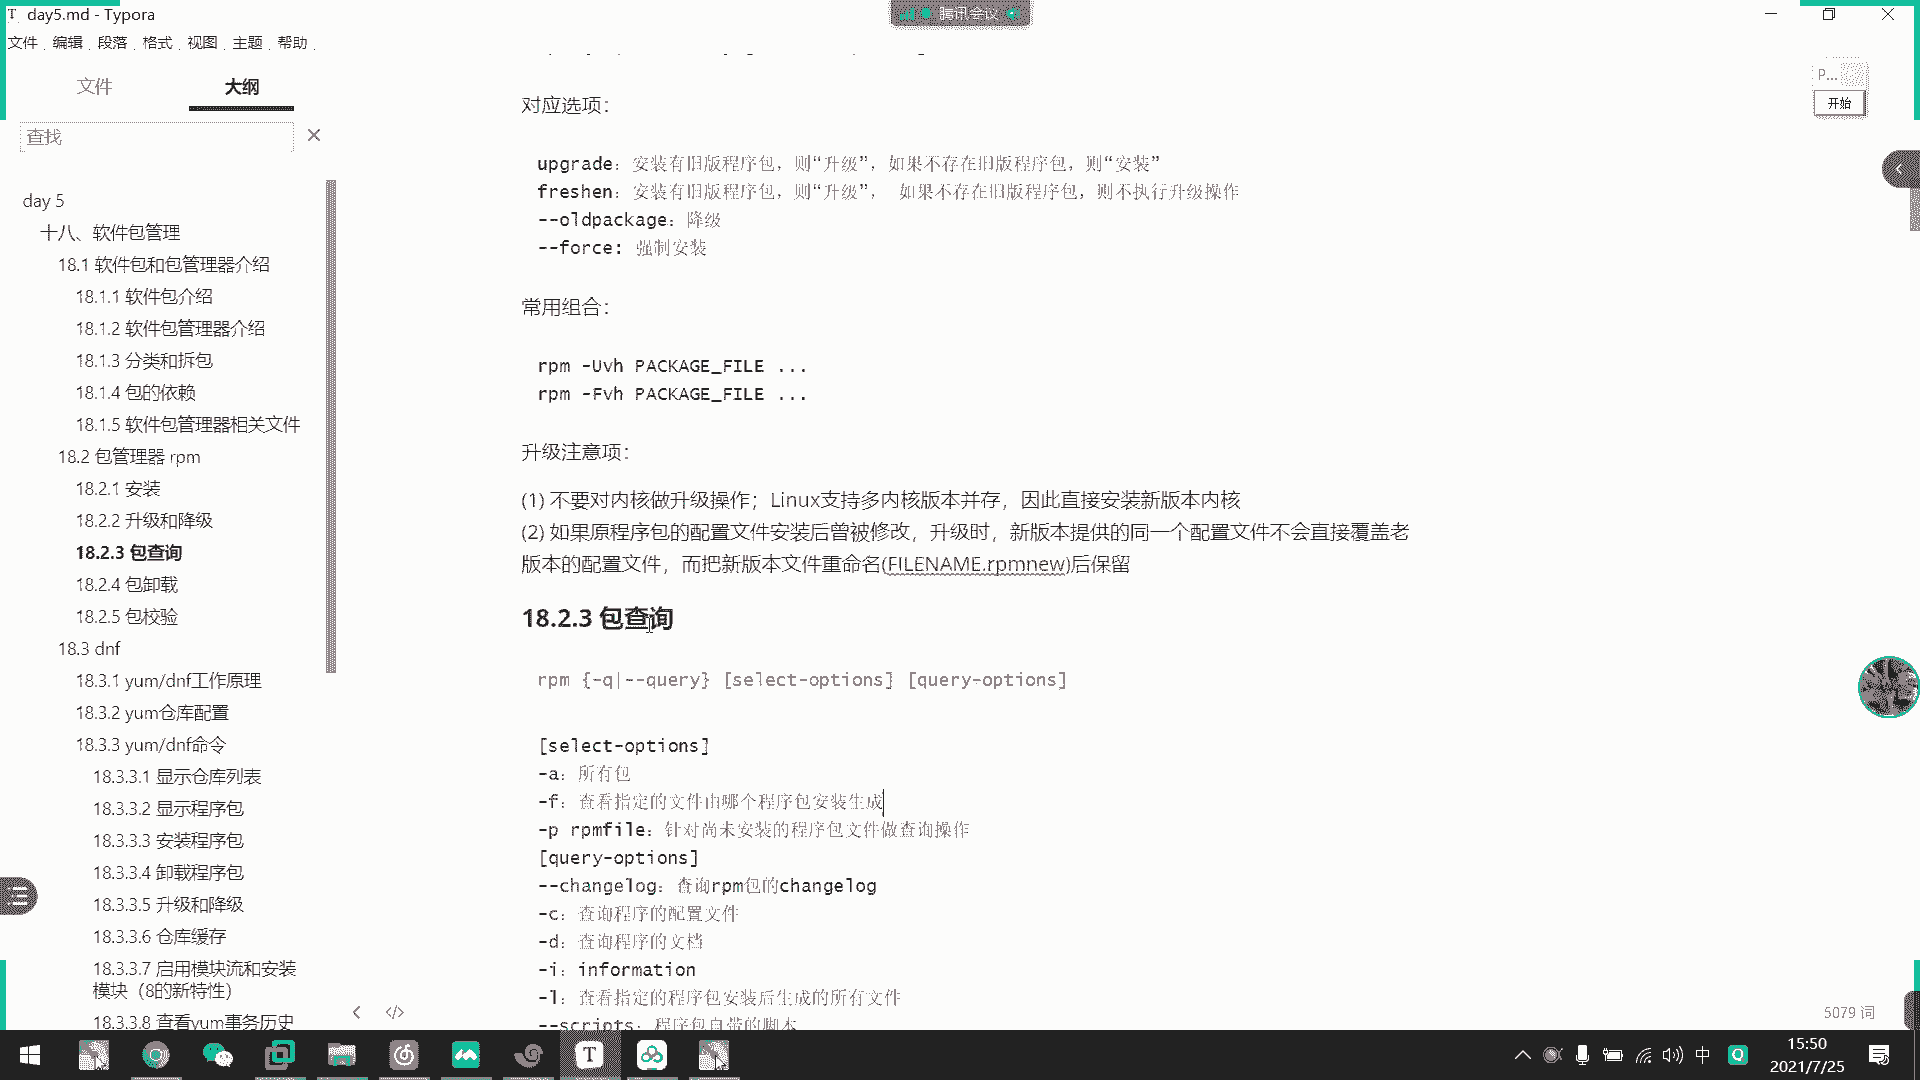 T day5.md - Typora
腾讯会议
文件 编辑 段落 格式 视图 主题 帮助
文件 大纲
查找
day 5
十八、软件包管理
18.1 软件包和包管理器介绍
18.1.1 软件包介绍
18.1.2 软件包管理器介绍
18.1.3 分类和拆包
18.1.4 包的依赖
18.1.5 软件包管理器相关文件
18.2 包管理器 rpm
18.2.1 安装
18.2.2 升级和降级
18.2.3 包查询
18.2.4 包卸载
18.2.5 包校验
18.3 dnf
18.3.1 yum/dnf工作原理
18.3.2 yum仓库配置
18.3.3 yum/dnf命令
18.3.3.1 显示仓库列表
18.3.3.2 显示程序包
18.3.3.3 安装程序包
18.3.3.4 卸载程序包
18.3.3.5 升级和降级
18.3.3.6 仓库缓存
18.3.3.7 启用模块流和安装
模块（8的新特性）
18.3.3.8 查看yum事务历史
对应选项：
upgrade：安装有旧版程序包，则“升级”，如果不存在旧版程序包，则“安装”
freshen：安装有旧版程序包，则“升级”， 如果不存在旧版程序包，则不执行升级操作
--oldpackage：降级
--force: 强制安装
常用组合：
rpm -Uvh PACKAGE_FILE ...
rpm -Fvh PACKAGE_FILE ...
升级注意项：
(1) 不要对内核做升级操作；Linux支持多内核版本并存，因此直接安装新版本内核
(2) 如果原程序包的配置文件安装后曾被修改，升级时，新版本提供的同一个配置文件不会直接覆盖老
版本的配置文件，而把新版本文件重命名(FILENAME.rpmnew)后保留
18.2.3 包查询
rpm {-q|--query} [select-options] [query-options]
[select-options]
-a：所有包
-f：查看指定的文件由哪个程序包安装生成
-p rpmfile：针对尚未安装的程序包文件做查询操作
[query-options]
--changelog：查询rpm包的changelog
-c：查询程序的配置文件
-d：查询程序的文档
-i：information
-l：查看指定的程序包安装后生成的所有文件
--scripts：程序包自带的脚本
P...
开始
5079 词
中
15:50
2021/7/25